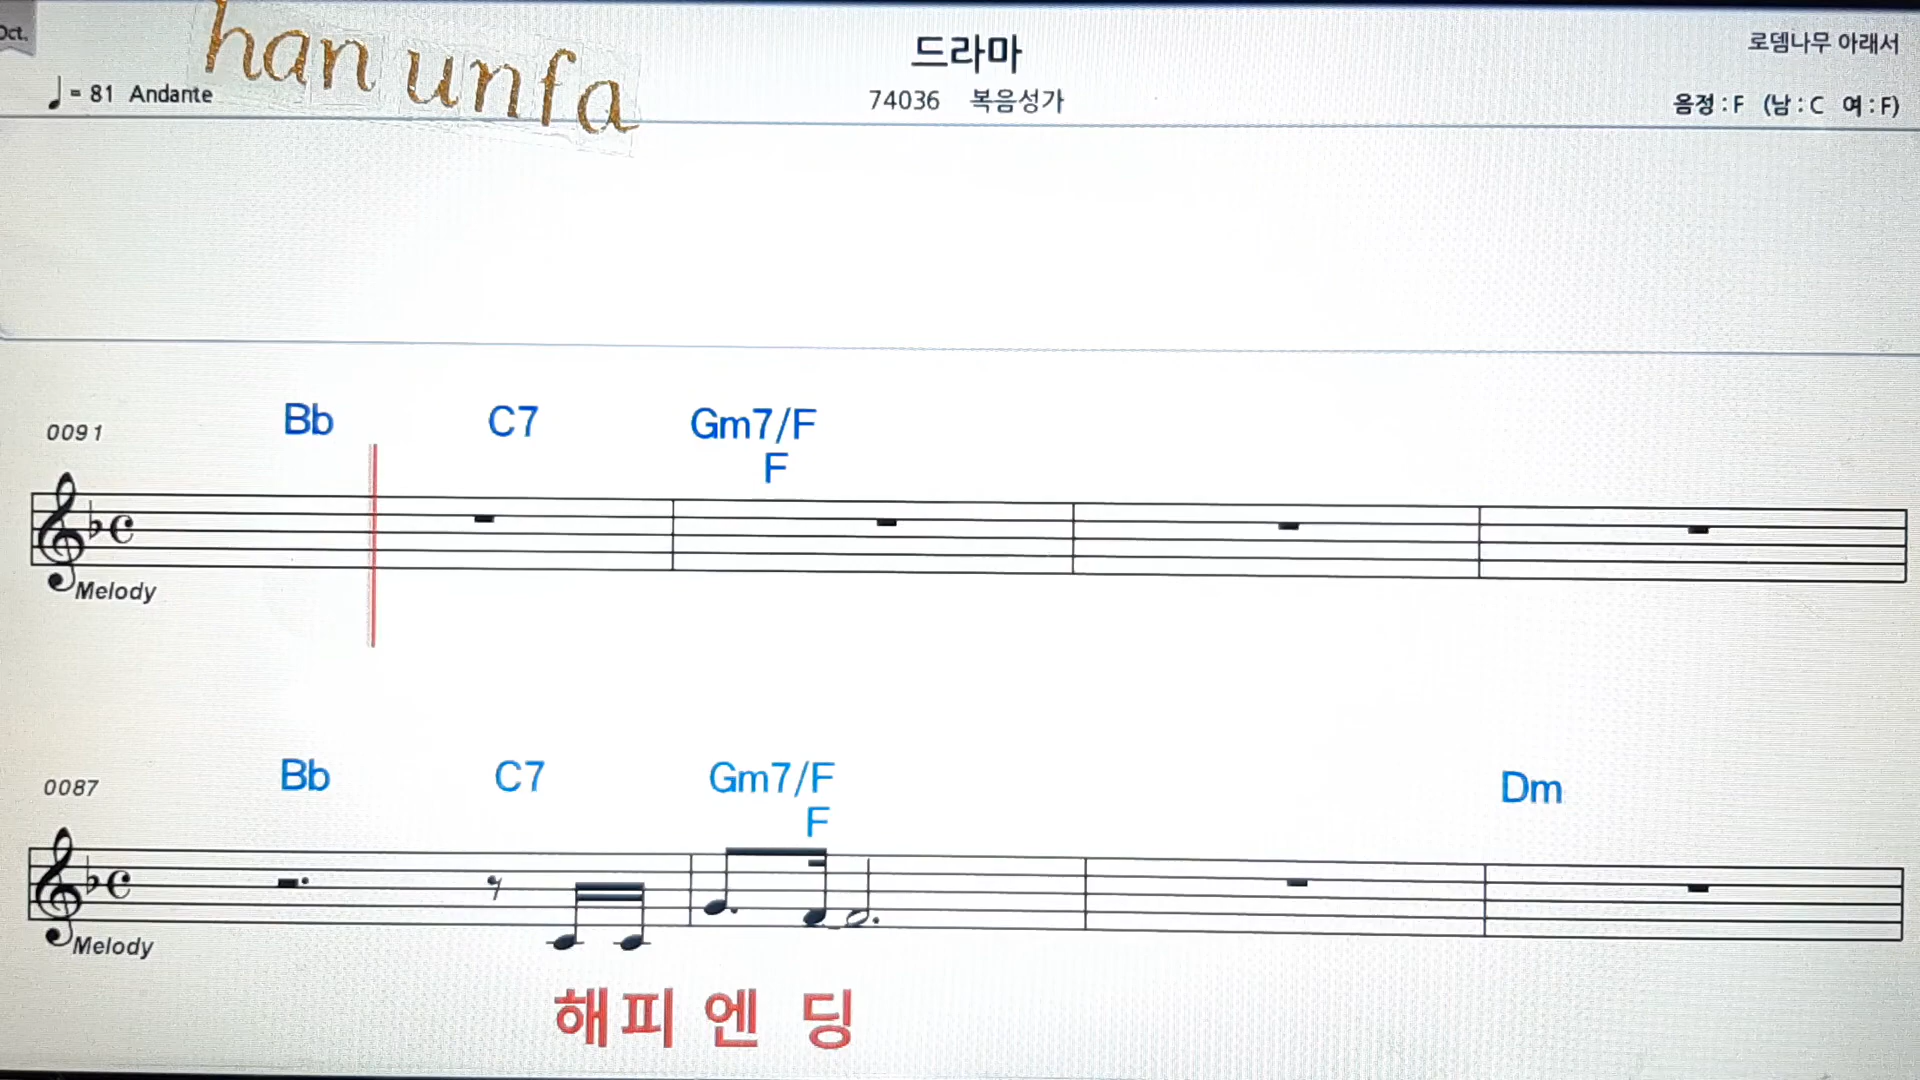 Oct.
han unfa
드라마
로뎀나무 아래서
♩= 81 Andante
74036 복음성가
음정 : F (남 : C 여 : F)
0091
Bb C7 Gm7/F
F
Melody
0087
Bb C7 Gm7/F Dm
F
Melody
해피 엔 딩